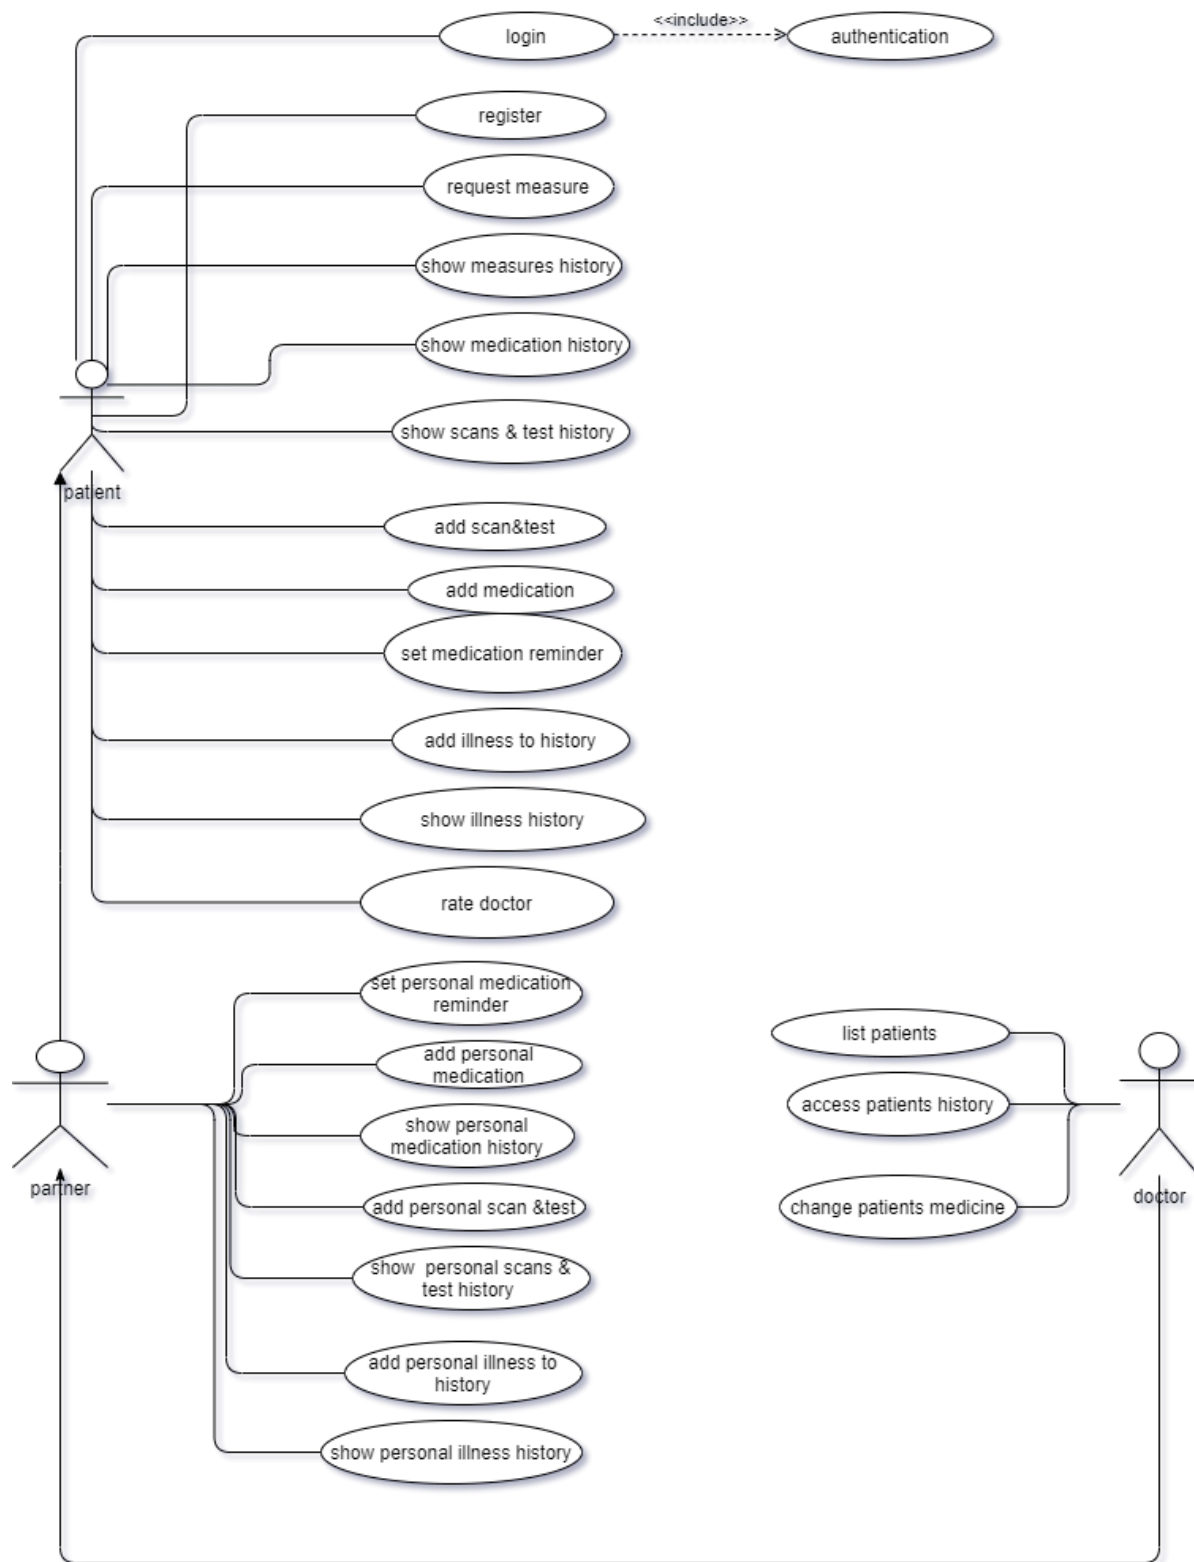 login
<<include>>
authentication
register
request measure
show measures history
show medication history
show scans & test history
patient
add scan&test
add medication
set medication reminder
add illness to history
show illness history
rate doctor
set personal medication
reminder
add personal
medication
show personal
medication history
add personal scan &test
show  personal scans &
test history
add personal illness to
history
show personal illness history
partner
list patients
access patients history
change patients medicine
doctor